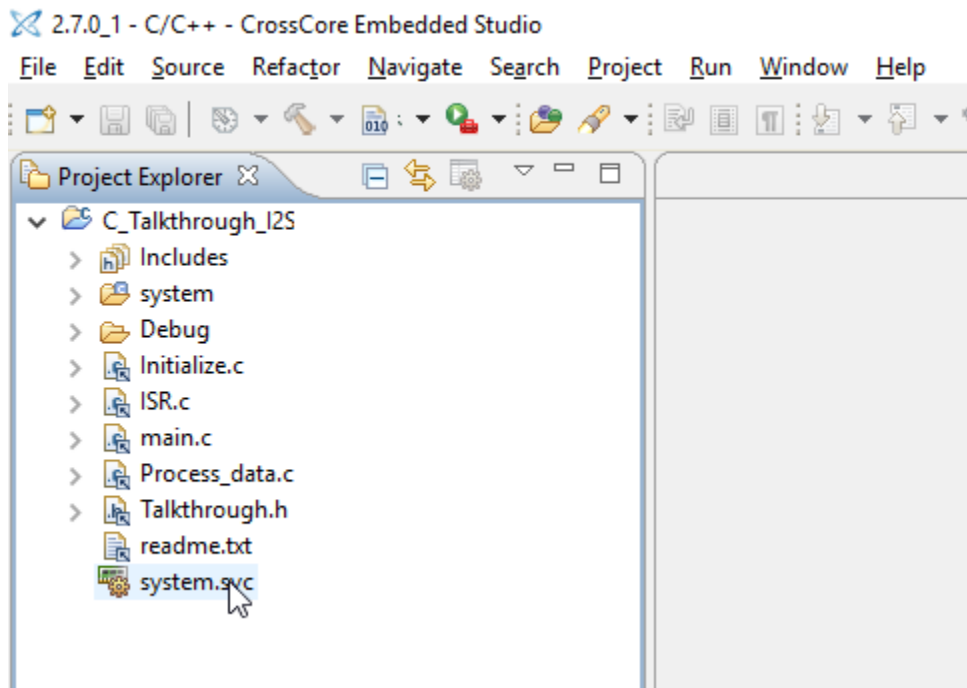 2.7.0_1 - C/C++ - CrossCore Embedded Studio
File Edit Source Refactor Navigate Search Project Run Window Help
010
Project Explorer
C_Talkthrough_I2S
Includes
system
Debug
Initialize.c
ISR.c
main.c
Process_data.c
Talkthrough.h
readme.txt
system.svc